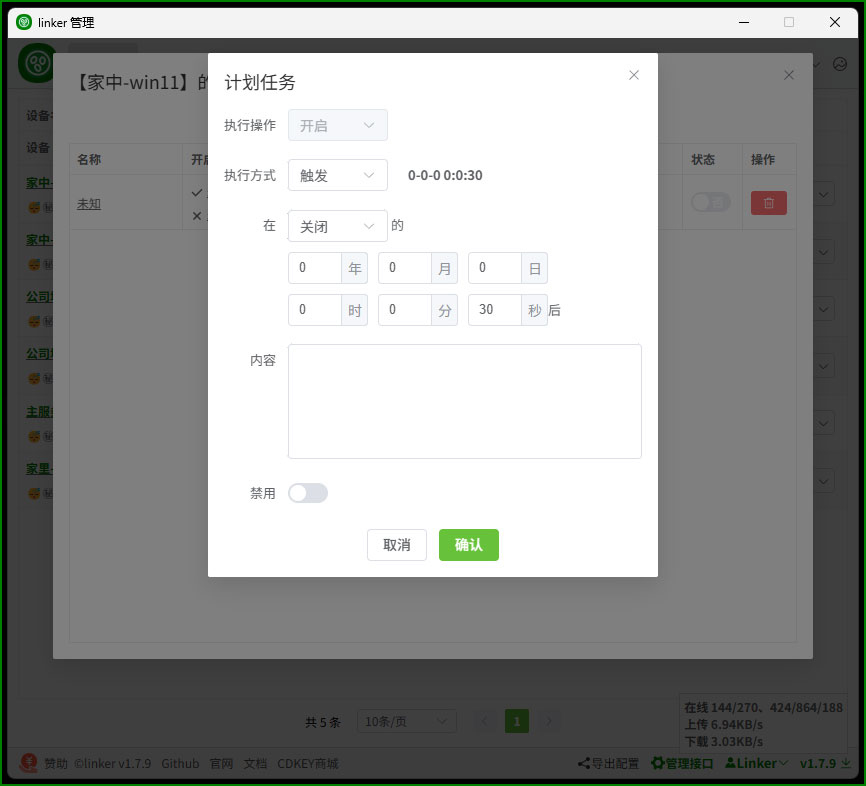 linker 管理
【家中-win11】的
计划任务
执行操作 开启
执行方式 触发 0-0-0 0:0:30
在 关闭 的
0 年 0 月 0 日
0 时 0 分 30 秒 后
内容
禁用
取消 确认
设备
设备
名称 状态 操作
未知 否
家中-
家中-
公司
公司
主服
家里-
共 5 条 10条/页 1
在线 144/270、424/864/188
上传 6.94KB/s
下载 3.03KB/s
赞助 ©linker v1.7.9 Github 官网 文档 CDKEY商城 导出配置 管理接口 Linker v1.7.9